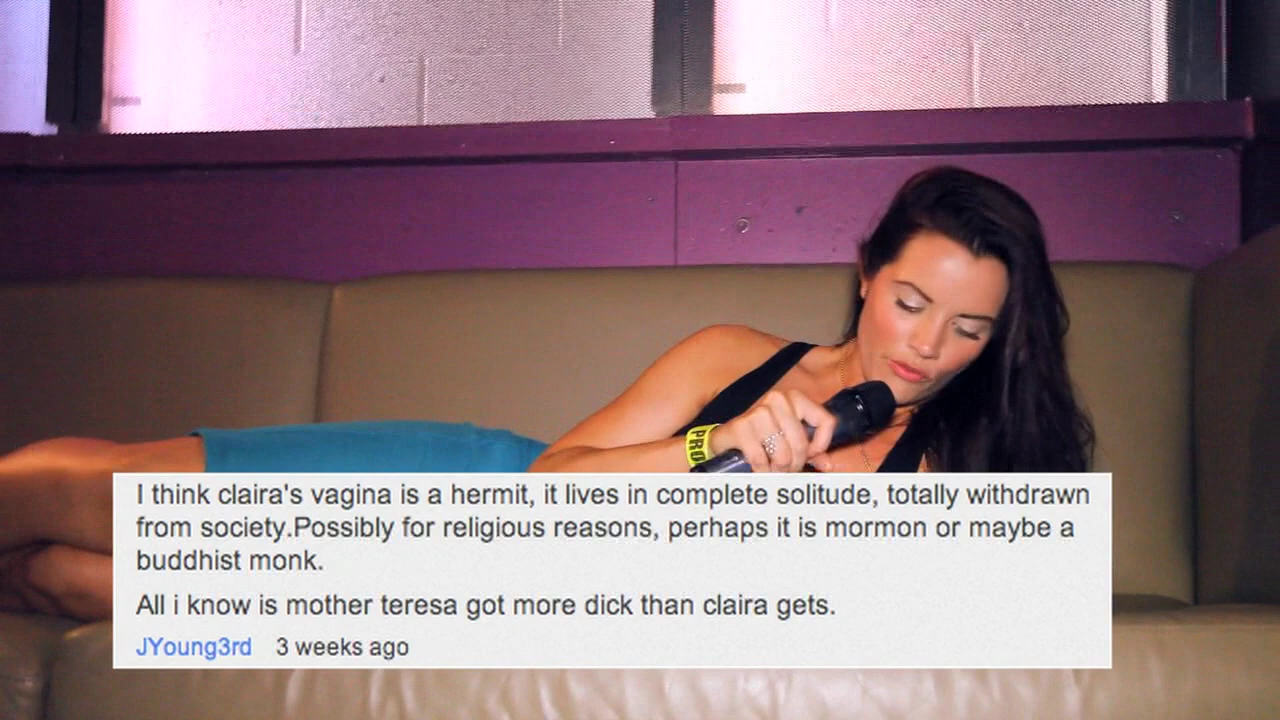 PRO
I think claira's vagina is a hermit, it lives in complete solitude, totally withdrawn
from society.Possibly for religious reasons, perhaps it is mormon or maybe a
buddhist monk.
All i know is mother teresa got more dick than claira gets.
JYoung3rd 3 weeks ago